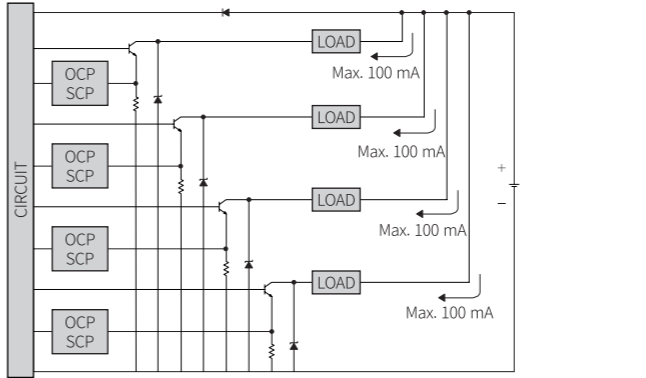 CIRCUIT
LOAD
Max. 100 mA
OCP
SCP
LOAD
Max. 100 mA
OCP
SCP
+
−
LOAD
Max. 100 mA
OCP
SCP
LOAD
Max. 100 mA
OCP
SCP